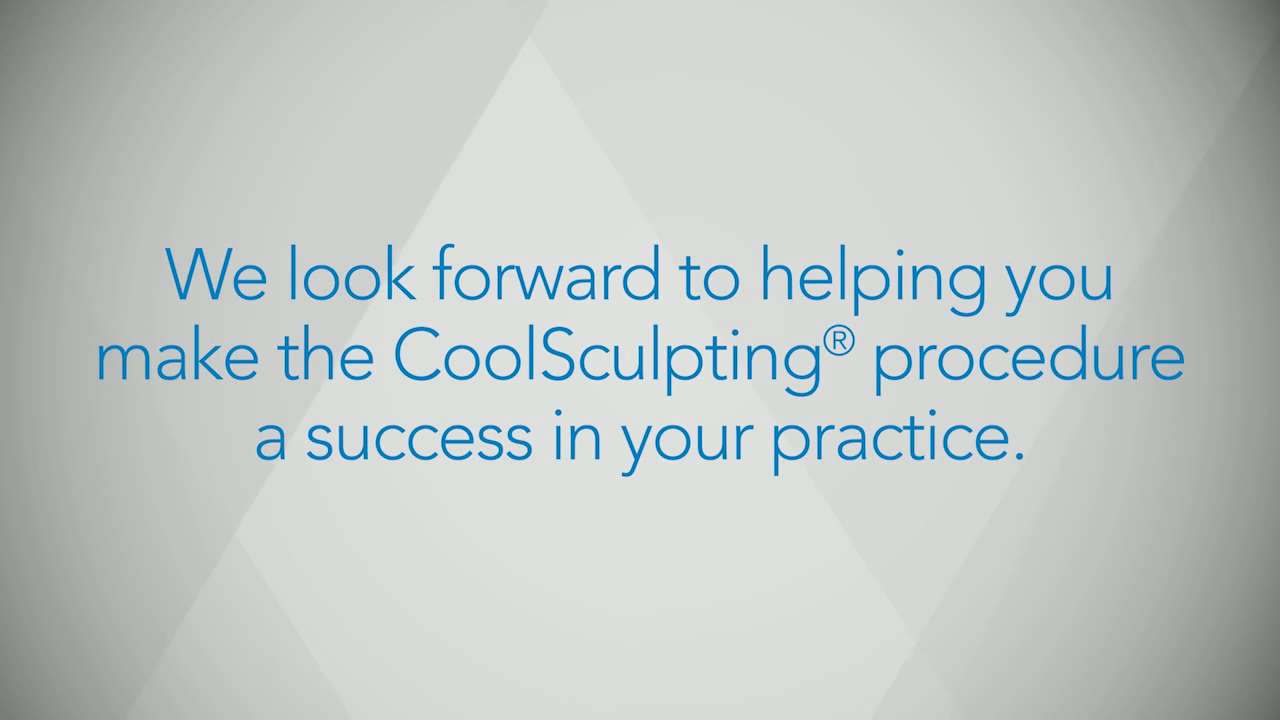 We look forward to helping you
make the CoolSculpting® procedure
a success in your practice.